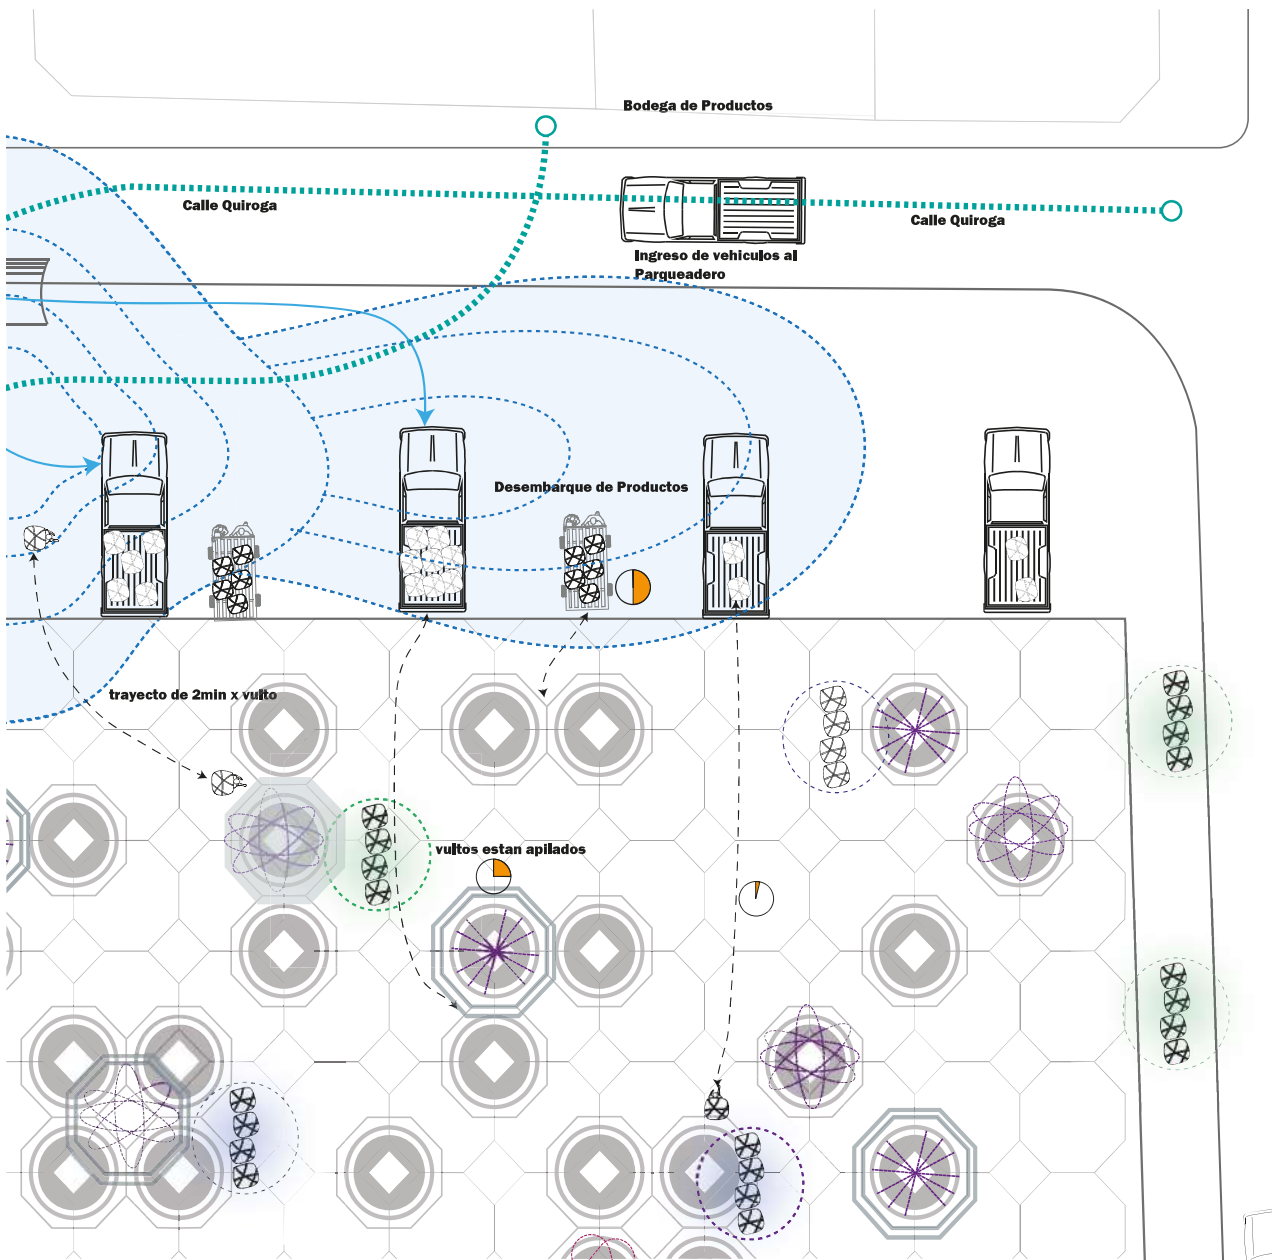 Bodega de Productos
Calle Quiroga
Calle Quiroga
Ingreso de vehiculos al
Parqueadero
Desembarque de Productos
trayecto de 2min x vulto
vultos estan apilados